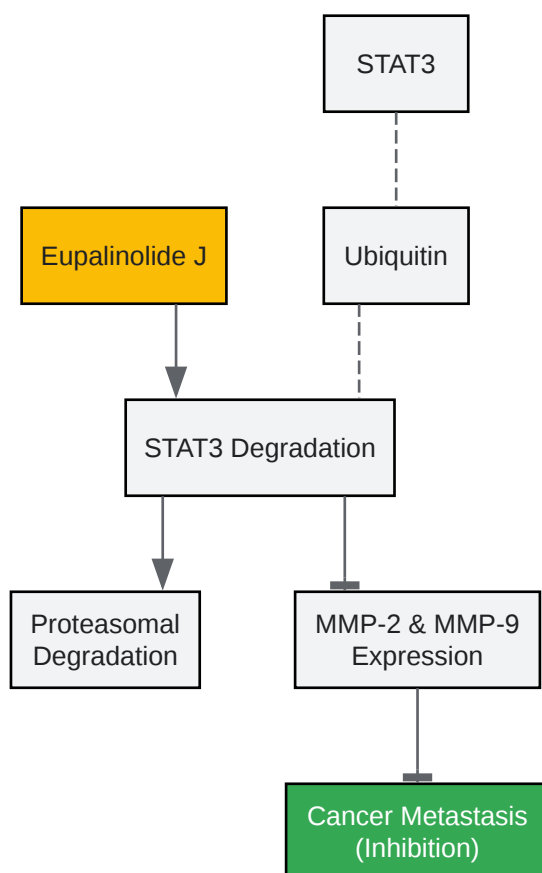 STAT3
Eupalinolide J
Ubiquitin
STAT3 Degradation
Proteasomal
Degradation
MMP-2 & MMP-9
Expression
Cancer Metastasis
(Inhibition)